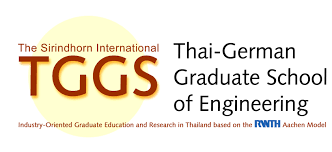 The Sirindhorn International
TGGS
Thai-German
Graduate School
of Engineering
Industry-Oriented Graduate Education and Research in Thailand based on the RWTH Aachen Model